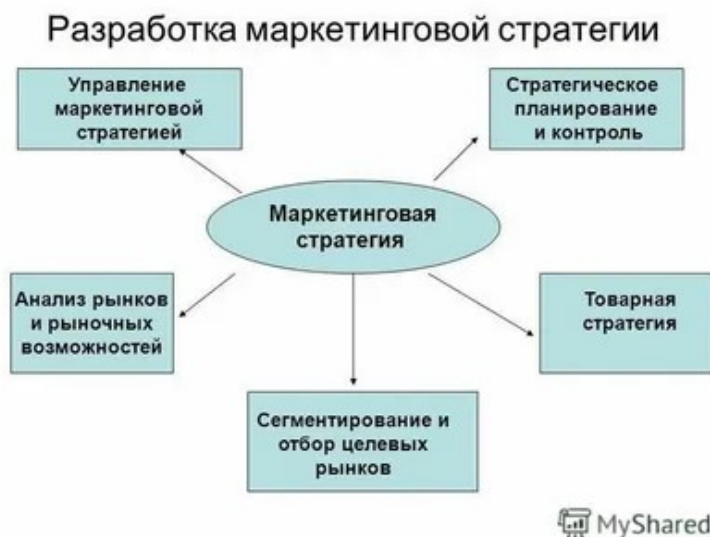 Разработка маркетинговой стратегии
Управление
маркетинговой
стратегией
Стратегическое
планирование
и контроль
Маркетинговая
стратегия
Анализ рынков
и рыночных
возможностей
Товарная
стратегия
Сегментирование и
отбор целевых
рынков
MyShared